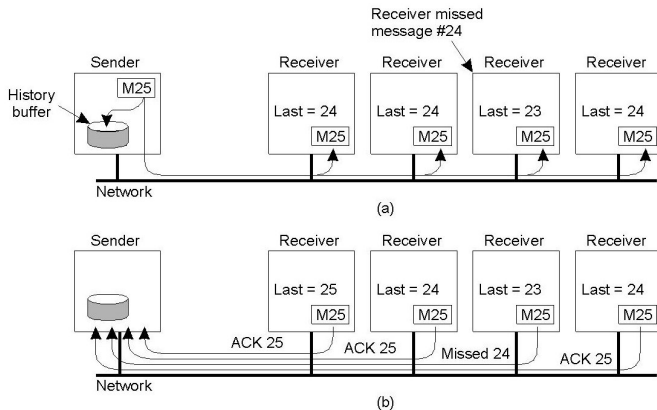 Receiver missed
message #24
Sender
Receiver
Receiver
Receiver
Receiver
M25
History
buffer
Last = 24
Last = 24
Last = 23
Last = 24
M25
M25
M25
M25
Network
(a)
Sender
Receiver
Receiver
Receiver
Receiver
Last = 25
Last = 24
Last = 23
Last = 24
M25
M25
M25
M25
ACK 25
ACK 25
Missed 24
ACK 25
Network
(b)